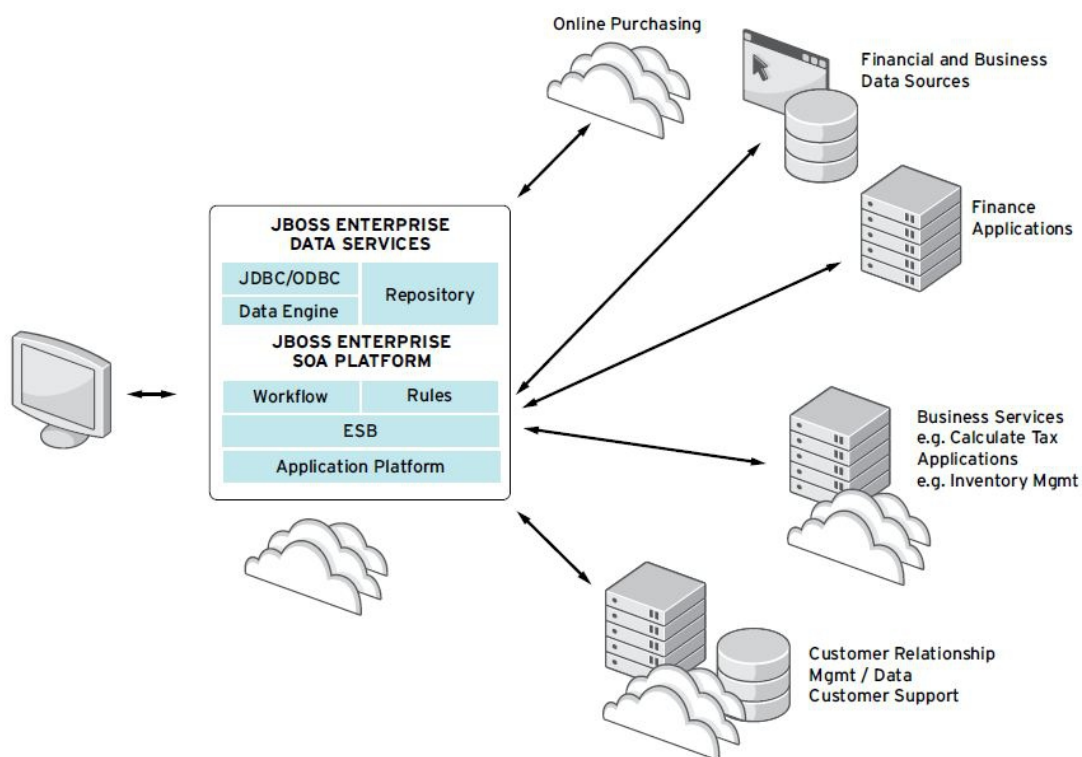 Online Purchasing
Financial and Business
Data Sources
Finance
Applications
JBOSS ENTERPRISE
DATA SERVICES
JDBC/ODBC
Repository
Data Engine
JBOSS ENTERPRISE
SOA PLATFORM
Workflow
Rules
ESB
Application Platform
Business Services
e.g. Calculate Tax
Applications
e.g. Inventory Mgmt
Customer Relationship
Mgmt / Data
Customer Support